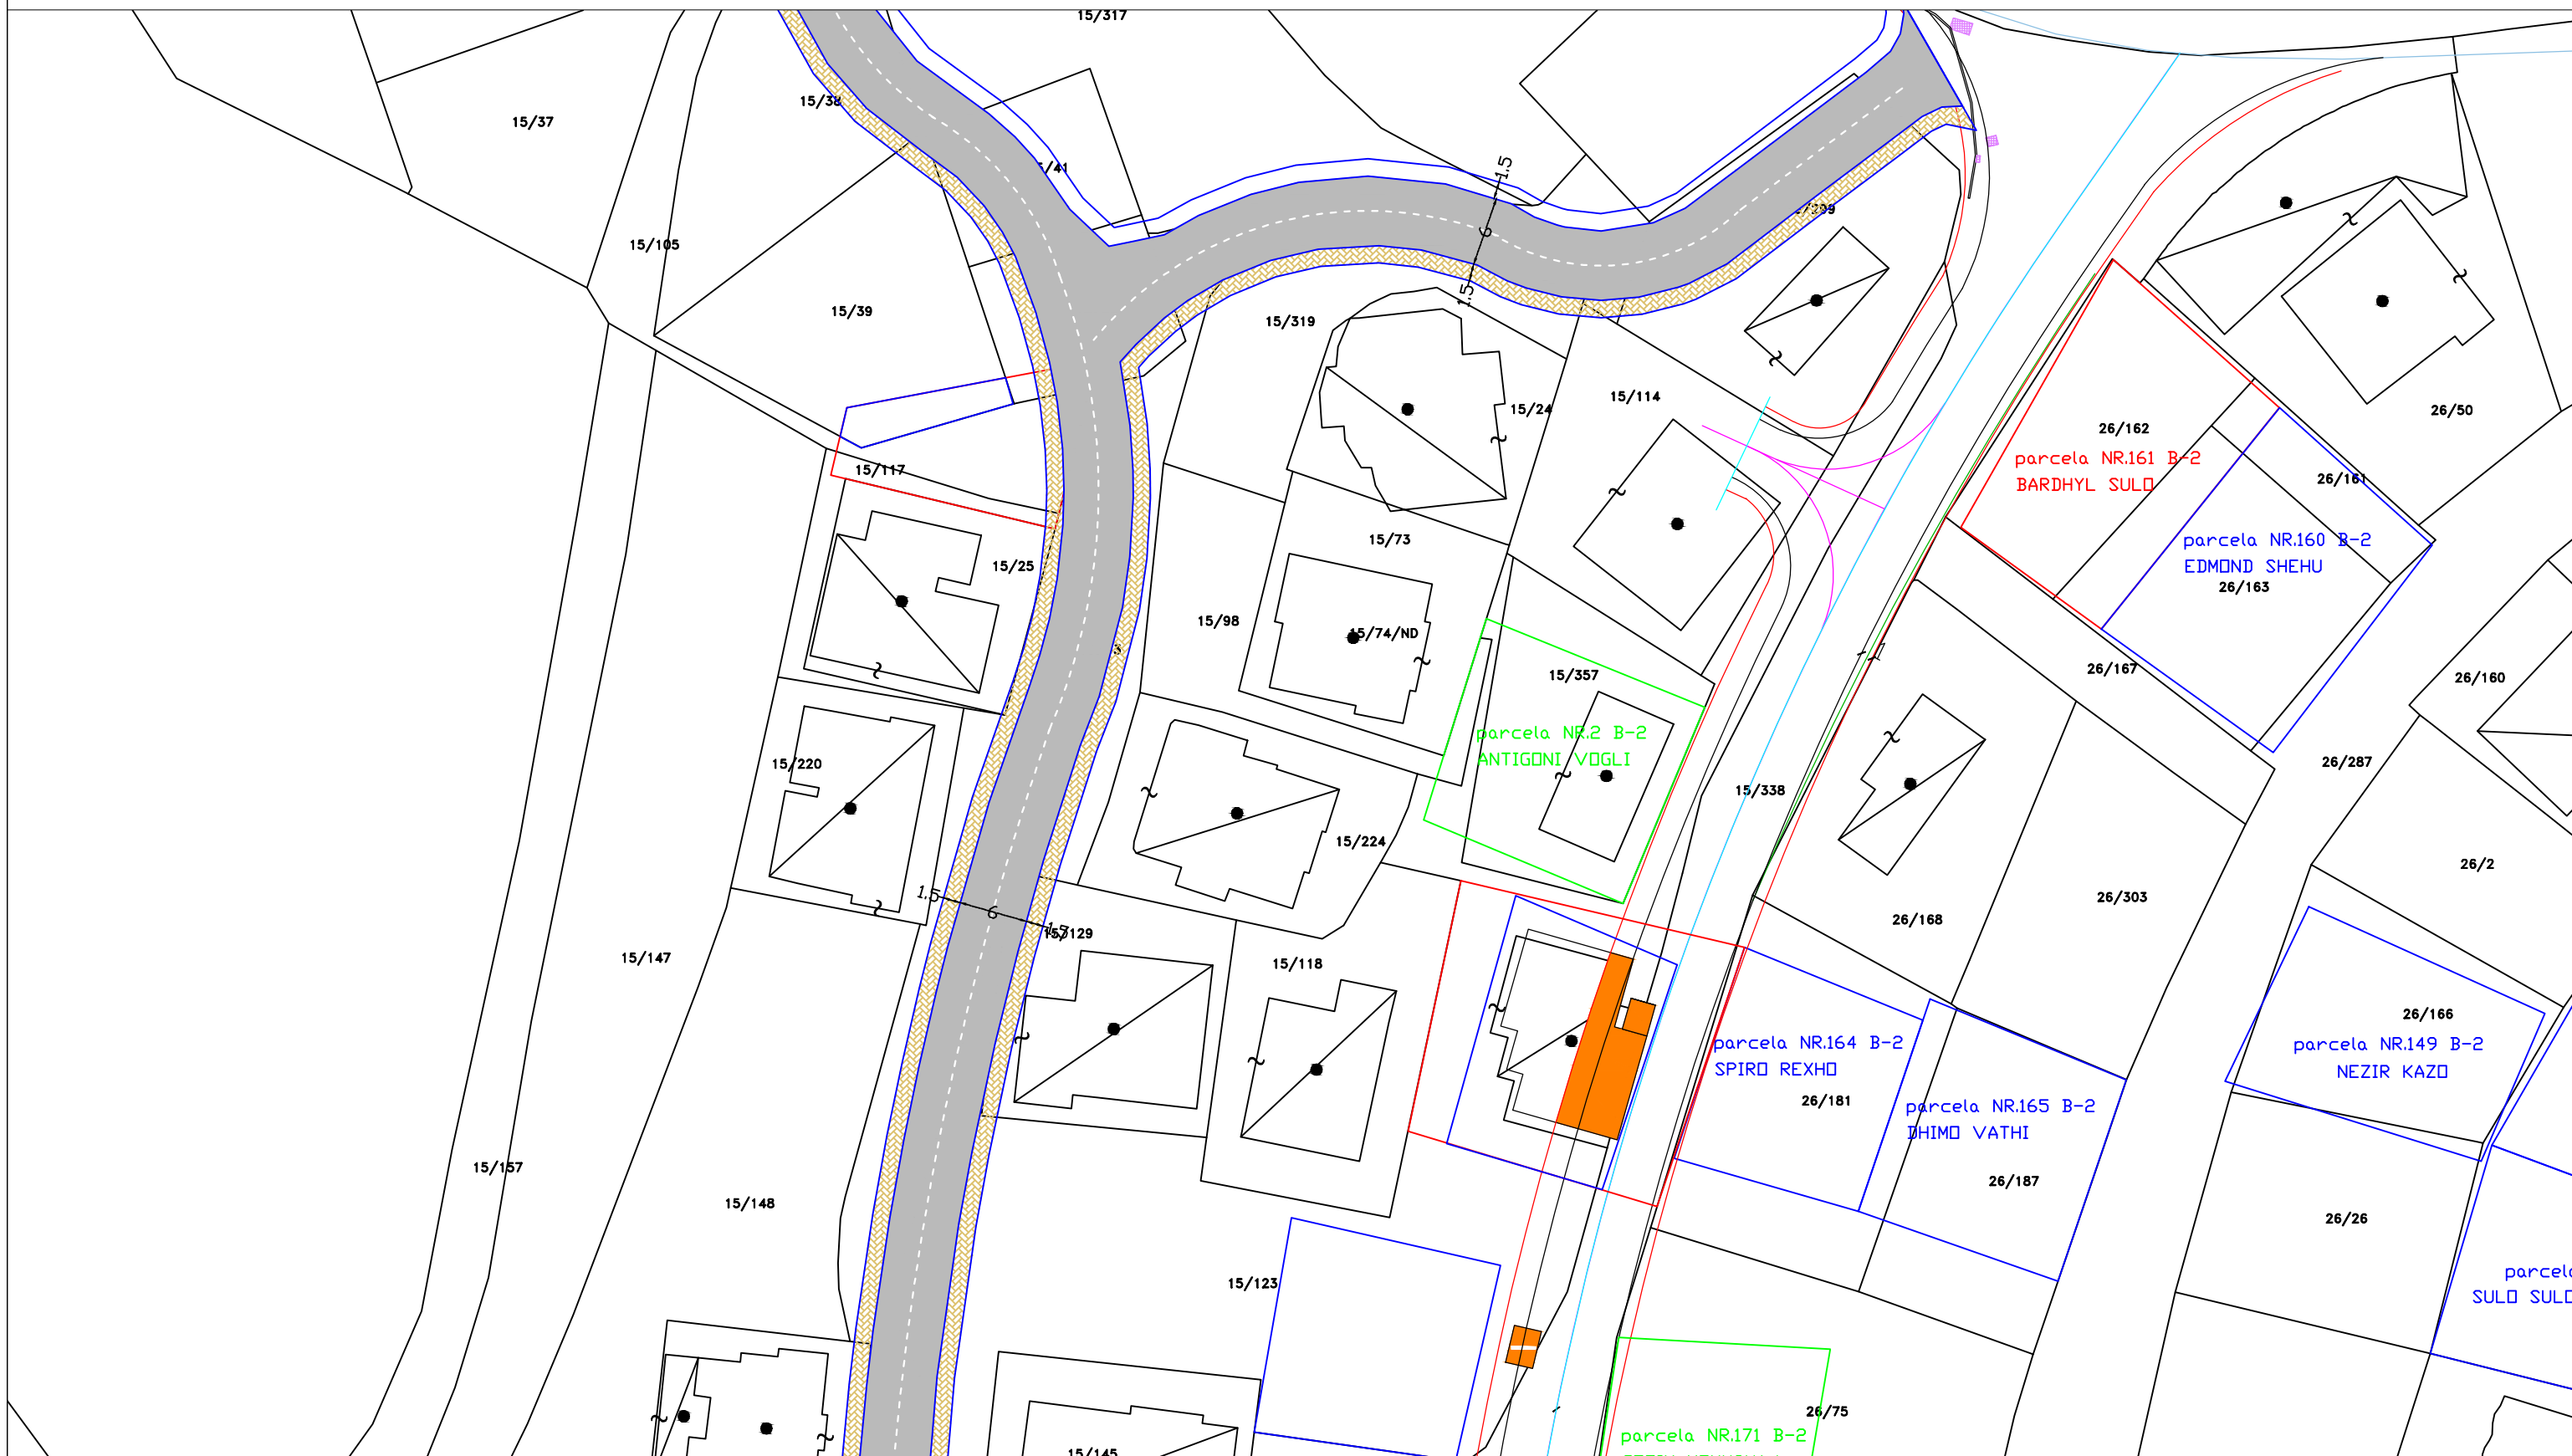 15/317
15/37
15/38
/41
1.5
6
1.5
/299
15/105
15/39
15/319
15/24
15/114
26/50
26/162
parcela NR.161 B-2
BARDHYL SULO
15/117
26/161
15/73
15/25
parcela NR.160 B-2
EDMOND SHEHU
26/163
15/98
15/74/ND
3
15/357
26/167
26/160
parcela NR.2 B-2
ANTIGONI VOGLI
15/220
15/338
26/287
15/224
26/2
1.5
6
26/303
26/168
15/129
15/118
15/147
26/166
parcela NR.164 B-2
SPIRO REXHO
parcela NR.149 B-2
NEZIR KAZO
26/181
parcela NR.165 B-2
DHIMO VATHI
15/157
26/187
15/148
26/26
15/123
parcel
SULO SULO
26/75
parcela NR.171 B-2
15/145